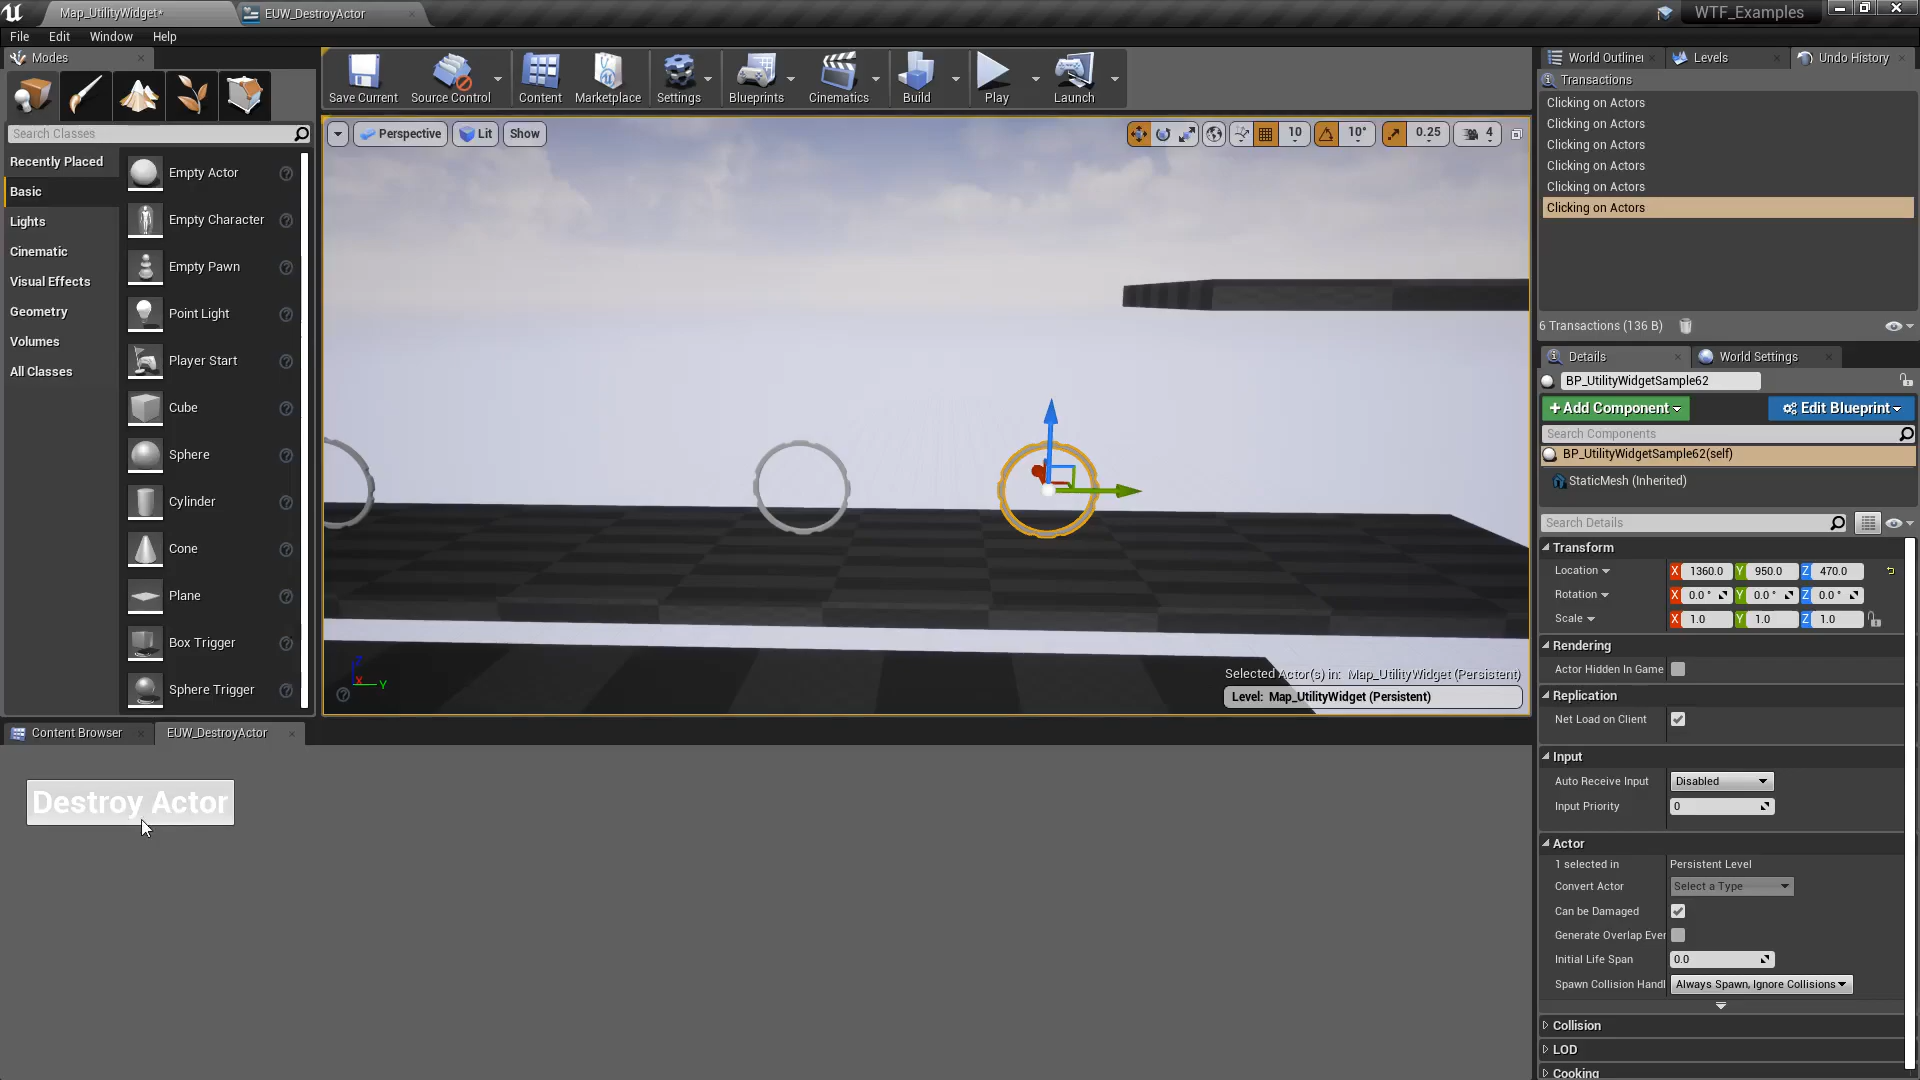 Map_UtilityWidget*
EUW_DestroyActor
WTF_Examples
File Edit Window Help
Modes
Search Classes
Recently Placed
Basic
Lights
Cinematic
Visual Effects
Geometry
Volumes
All Classes
Empty Actor
Empty Character
Empty Pawn
Point Light
Player Start
Cube
Sphere
Cylinder
Cone
Plane
Box Trigger
Sphere Trigger
Save Current Source Control Content Marketplace Settings Blueprints Cinematics Build Play Launch
Perspective Lit Show
10 10° 0.25 4
X Z Y
Selected Actor(s) in: Map_UtilityWidget (Persistent)
Level: Map_UtilityWidget (Persistent)
World Outliner Levels Undo History
Transactions
Clicking on Actors
Clicking on Actors
Clicking on Actors
Clicking on Actors
Clicking on Actors
Clicking on Actors
6 Transactions (136 B)
Details World Settings
BP_UtilityWidgetSample62
+Add Component Edit Blueprint
Search Components
BP_UtilityWidgetSample62(self)
StaticMesh (Inherited)
Search Details
Transform
Location X 1360.0 Y 950.0 Z 470.0
Rotation X 0.0 ° Y 0.0 ° Z 0.0 °
Scale X 1.0 Y 1.0 Z 1.0
Rendering
Actor Hidden In Game
Replication
Net Load on Client
Input
Auto Receive Input Disabled
Input Priority 0
Actor
1 selected in Persistent Level
Convert Actor Select a Type
Can be Damaged
Generate Overlap Ever
Initial Life Span 0.0
Spawn Collision Handl Always Spawn, Ignore Collisions
Collision
LOD
Cooking
Content Browser EUW_DestroyActor
Destroy Actor